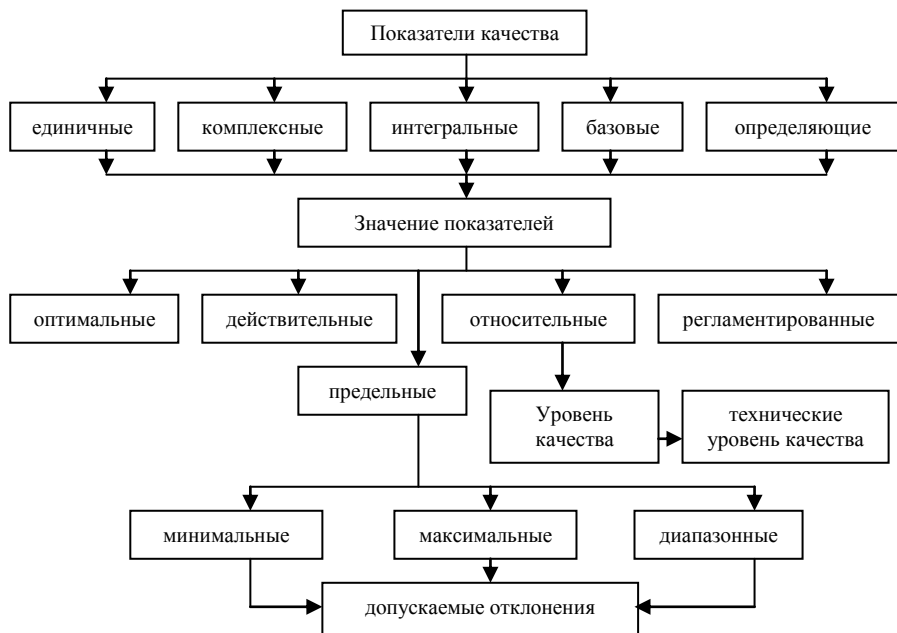 Показатели качества
единичные
комплексные
интегральные
базовые
определяющие
Значение показателей
оптимальные
действительные
относительные
регламентированные
предельные
Уровень
качества
технические
уровень качества
минимальные
максимальные
диапазонные
допускаемые отклонения